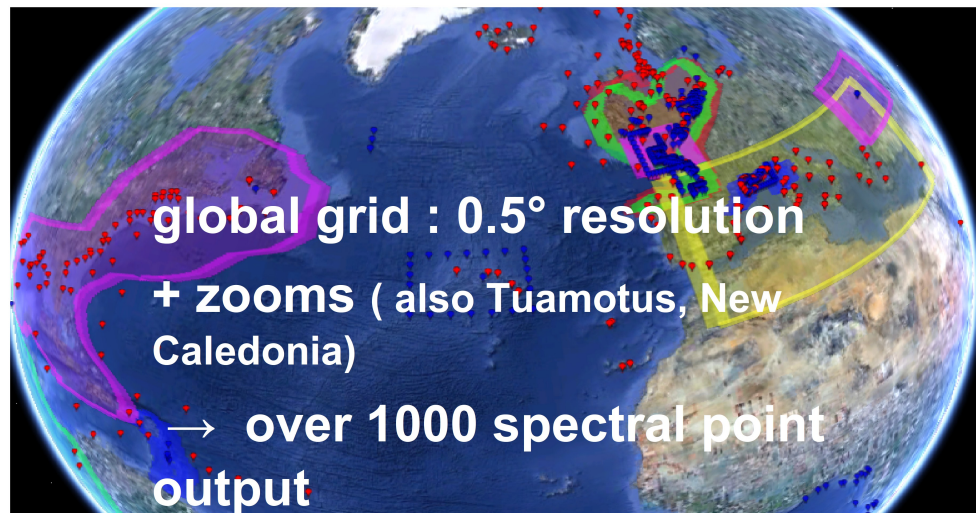 global grid : 0.5° resolution
+ zooms ( also Tuamotus, New
Caledonia)
→ over 1000 spectral point
output